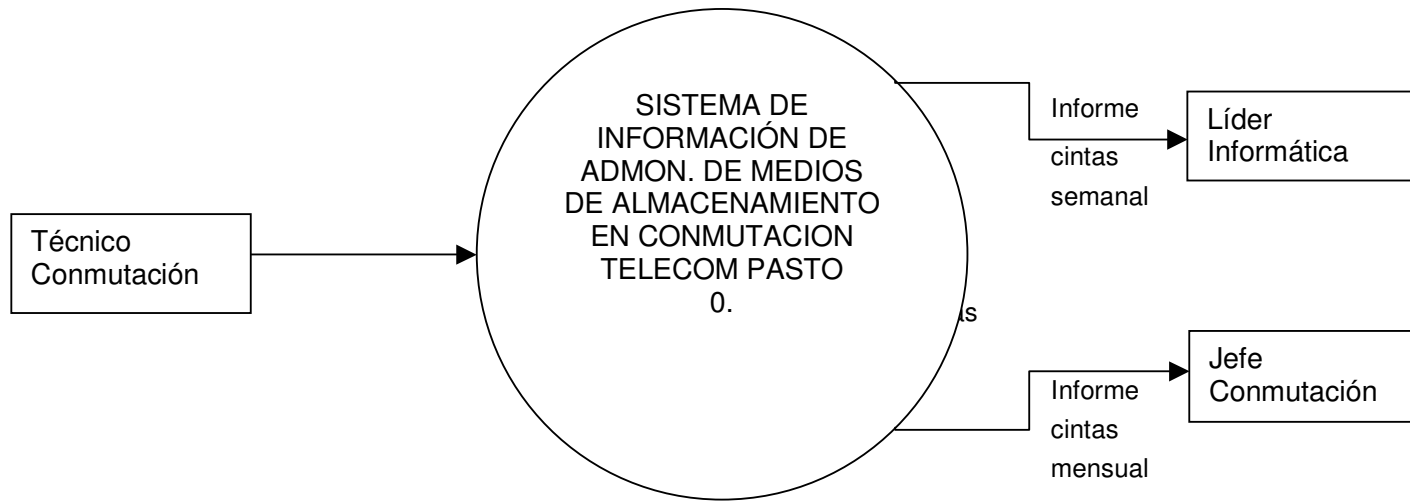 Técnico
Conmutación
SISTEMA DE
INFORMACIÓN DE
ADMON. DE MEDIOS
DE ALMACENAMIENTO
EN CONMUTACION
TELECOM PASTO
0.
Informe
cintas
semanal
Líder
Informática
Informe
cintas
mensual
Jefe
Conmutación